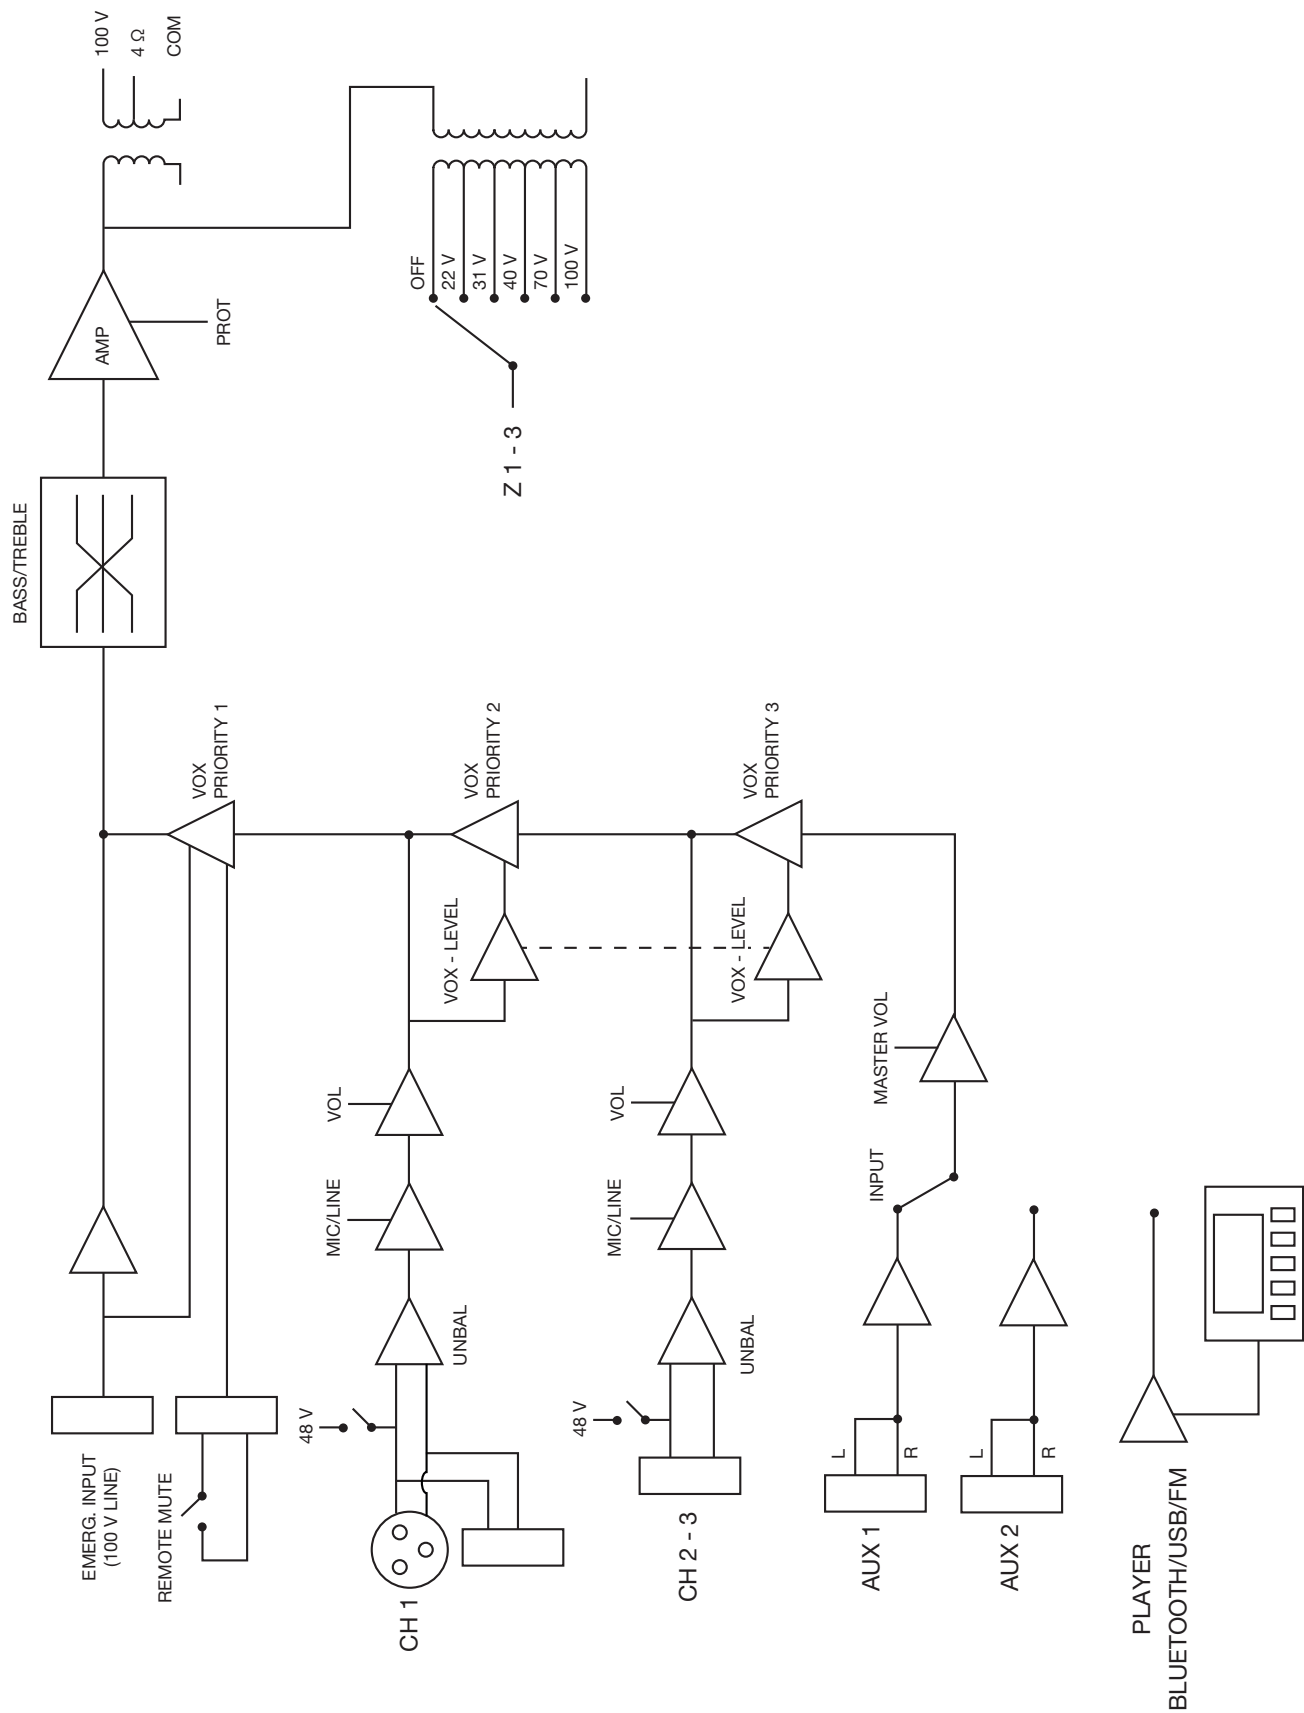 EMERG. INPUT
(100 V LINE)
REMOTE MUTE
CH 1
48 V
UNBAL
MIC/LINE
VOL
VOX - LEVEL
VOX
PRIORITY 1
VOX
PRIORITY 2
CH 2 - 3
48 V
UNBAL
MIC/LINE
VOL
VOX - LEVEL
VOX
PRIORITY 3
AUX 1
L
R
AUX 2
L
R
INPUT
MASTER VOL
PLAYER
BLUETOOTH/USB/FM
BASS/TREBLE
AMP
PROT
100 V
4 Ω
COM
Z 1 - 3
OFF
22 V
31 V
40 V
70 V
100 V